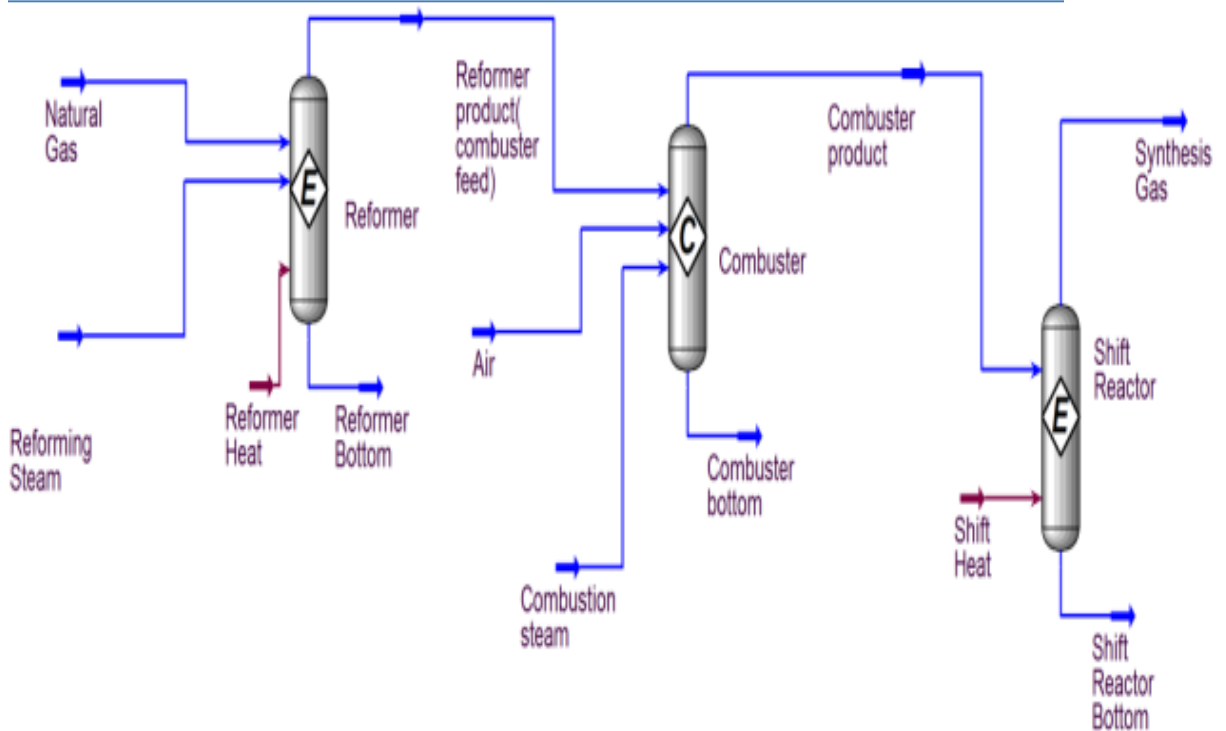 Natural
Gas
E
Reformer
Reforming
Steam
Reformer
Heat
Reformer
Bottom
Reformer
product(
combuster
feed)
Air
C
Combuster
Combustion
steam
Combuster
bottom
Combuster
product
Synthesis
Gas
Shift
Reactor
E
Shift
Heat
Shift
Reactor
Bottom